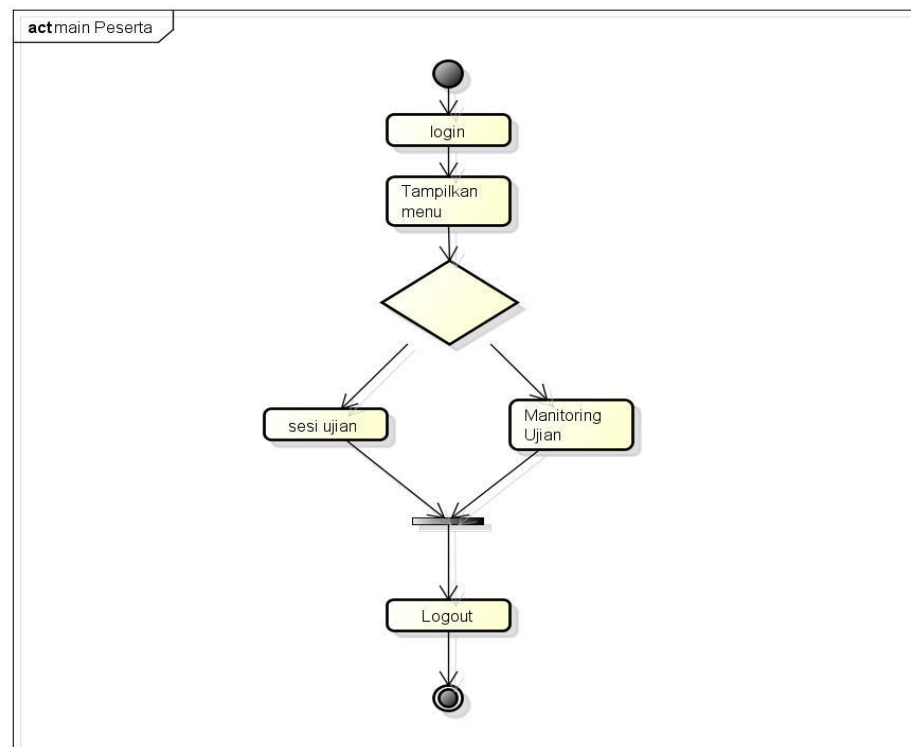 act main Peserta
login
Tampilkan
menu
sesi ujian
Manitoring
Ujian
Logout